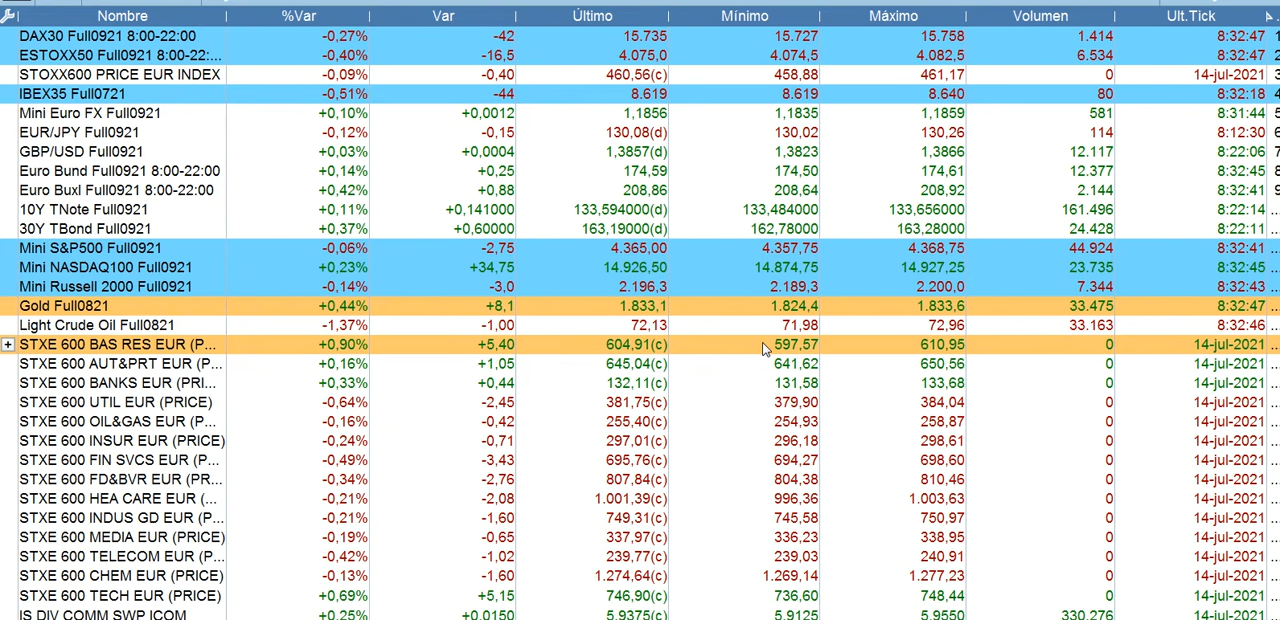 Nombre %Var Var Último Mínimo Máximo Volumen Ult.Tick
DAX30 Full0921 8:00-22:00 -0,27% -42 15.735 15.727 15.758 1.414 8:32:47 1
ESTOXX50 Full0921 8:00-22:... -0,40% -16,5 4.075,0 4.074,5 4.082,5 6.534 8:32:47 2
STOXX600 PRICE EUR INDEX -0,09% -0,40 460,56(c) 458,88 461,17 0 14-jul-2021 3
IBEX35 Full0721 -0,51% -44 8.619 8.619 8.640 80 8:32:18 4
Mini Euro FX Full0921 +0,10% +0,0012 1,1856 1,1835 1,1859 581 8:31:44 5
EUR/JPY Full0921 -0,12% -0,15 130,08(d) 130,02 130,26 114 8:12:30 6
GBP/USD Full0921 +0,03% +0,0004 1,3857(d) 1,3823 1,3866 12.117 8:22:06 7
Euro Bund Full0921 8:00-22:00 +0,14% +0,25 174,59 174,50 174,61 12.377 8:32:45 8
Euro Buxl Full0921 8:00-22:00 +0,42% +0,88 208,86 208,64 208,92 2.144 8:32:41 9
10Y TNote Full0921 +0,11% +0,141000 133,594000(d) 133,484000 133,656000 161.496 8:22:14 ...
30Y TBond Full0921 +0,37% +0,60000 163,19000(d) 162,78000 163,28000 24.428 8:22:11 ...
Mini S&P500 Full0921 -0,06% -2,75 4.365,00 4.357,75 4.368,75 44.924 8:32:41 ...
Mini NASDAQ100 Full0921 +0,23% +34,75 14.926,50 14.874,75 14.927,25 23.735 8:32:45 ...
Mini Russell 2000 Full0921 -0,14% -3,0 2.196,3 2.189,3 2.200,0 7.344 8:32:43 ...
Gold Full0821 +0,44% +8,1 1.833,1 1.824,4 1.833,6 33.475 8:32:47 ...
Light Crude Oil Full0821 -1,37% -1,00 72,13 71,98 72,96 33.163 8:32:46 ...
STXE 600 BAS RES EUR (P... +0,90% +5,40 604,91(c) 597,57 610,95 0 14-jul-2021 ...
STXE 600 AUT&PRT EUR (P... +0,16% +1,05 645,04(c) 641,62 650,56 0 14-jul-2021 ...
STXE 600 BANKS EUR (PRI... +0,33% +0,44 132,11(c) 131,58 133,68 0 14-jul-2021 ...
STXE 600 UTIL EUR (PRICE) -0,64% -2,45 381,75(c) 379,90 384,04 0 14-jul-2021 ...
STXE 600 OIL&GAS EUR (P... -0,16% -0,42 255,40(c) 254,93 258,87 0 14-jul-2021 ...
STXE 600 INSUR EUR (PRICE) -0,24% -0,71 297,01(c) 296,18 298,61 0 14-jul-2021 ...
STXE 600 FIN SVCS EUR (P... -0,49% -3,43 695,76(c) 694,27 698,60 0 14-jul-2021 ...
STXE 600 FD&BVR EUR (PR... -0,34% -2,76 807,84(c) 804,38 810,46 0 14-jul-2021 ...
STXE 600 HEA CARE EUR (... -0,21% -2,08 1.001,39(c) 996,36 1.003,63 0 14-jul-2021 ...
STXE 600 INDUS GD EUR (P... -0,21% -1,60 749,31(c) 745,58 750,97 0 14-jul-2021 ...
STXE 600 MEDIA EUR (PRICE) -0,19% -0,65 337,97(c) 336,23 338,95 0 14-jul-2021 ...
STXE 600 TELECOM EUR (P... -0,42% -1,02 239,77(c) 239,03 240,91 0 14-jul-2021 ...
STXE 600 CHEM EUR (PRICE) -0,13% -1,60 1.274,64(c) 1.269,14 1.277,23 0 14-jul-2021 ...
STXE 600 TECH EUR (PRICE) +0,69% +5,15 746,90(c) 736,60 748,44 0 14-jul-2021 ...
IS DIV COMM SWP ICOM +0,25% +0,0150 5,9375(c) 5,9125 5,9550 330.276 14-jul-2021 ...